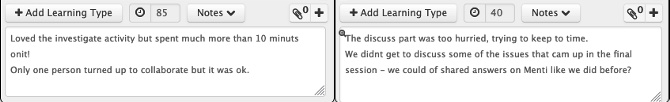 + Add Learning Type 85 Notes 0 +
Loved the investigate activity but spent much more than 10 minuts
onit!
Only one person turned up to collaborate but it was ok.
+ Add Learning Type 40 Notes 0 +
The discuss part was too hurried, trying to keep to time.
We didnt get to discuss some of the issues that cam up in the final
session – we could of shared answers on Menti like we did before?